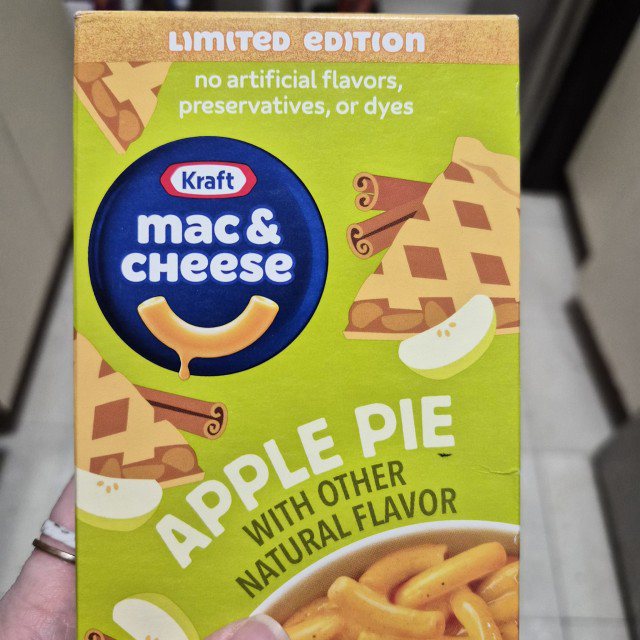 LIMITED EDITION
no artificial flavors,
preservatives, or dyes
Kraft
mac &
cheese
APPLE PIE
WITH OTHER
NATURAL FLAVOR